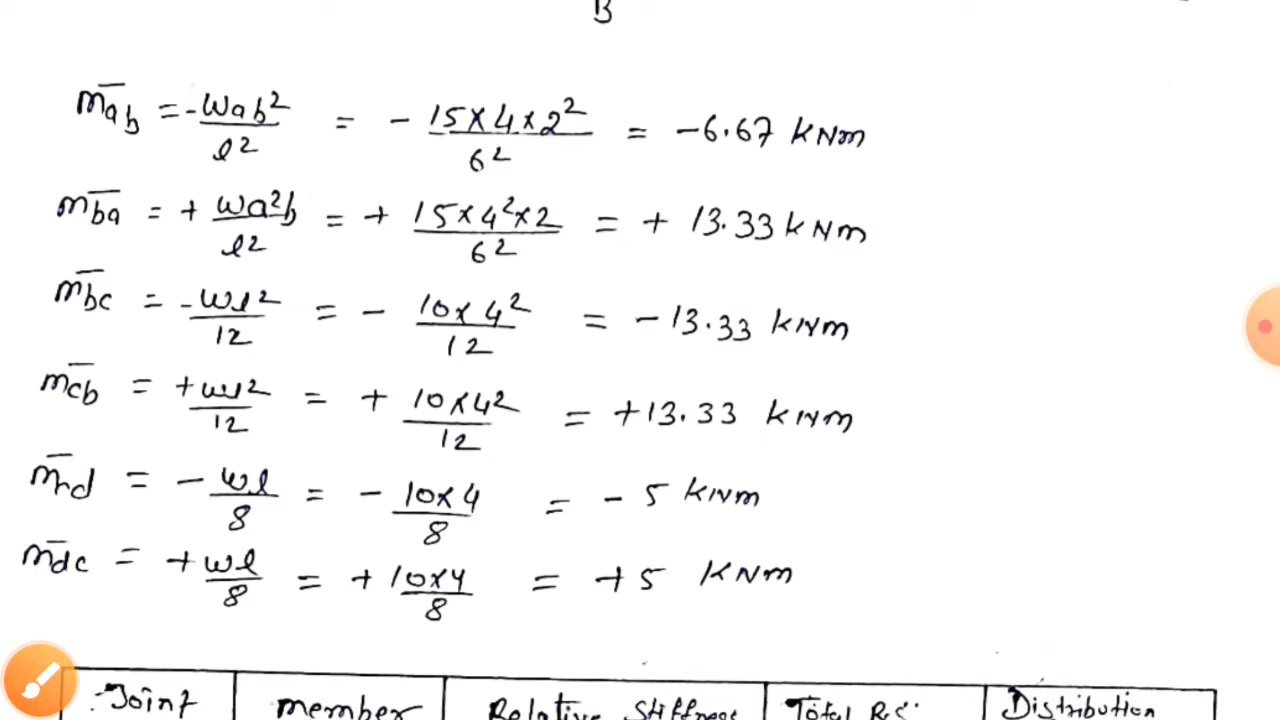 B
m̅ab = -wab²/l² = - 15×4×2²/6² = -6.67 kNm
m̅ba = + wa²b/l² = + 15×4²×2/6² = + 13.33 kNm
m̅bc = -wl²/12 = - 10×4²/12 = -13.33 kNm
m̅cb = +wl²/12 = + 10×4²/12 = +13.33 kNm
m̅cd = - wl/8 = - 10×4/8 = - 5 kNm
m̅dc = +wl/8 = + 10×4/8 = +5 kNm
Joint member Relative Stiffness Total R.S. Distribution